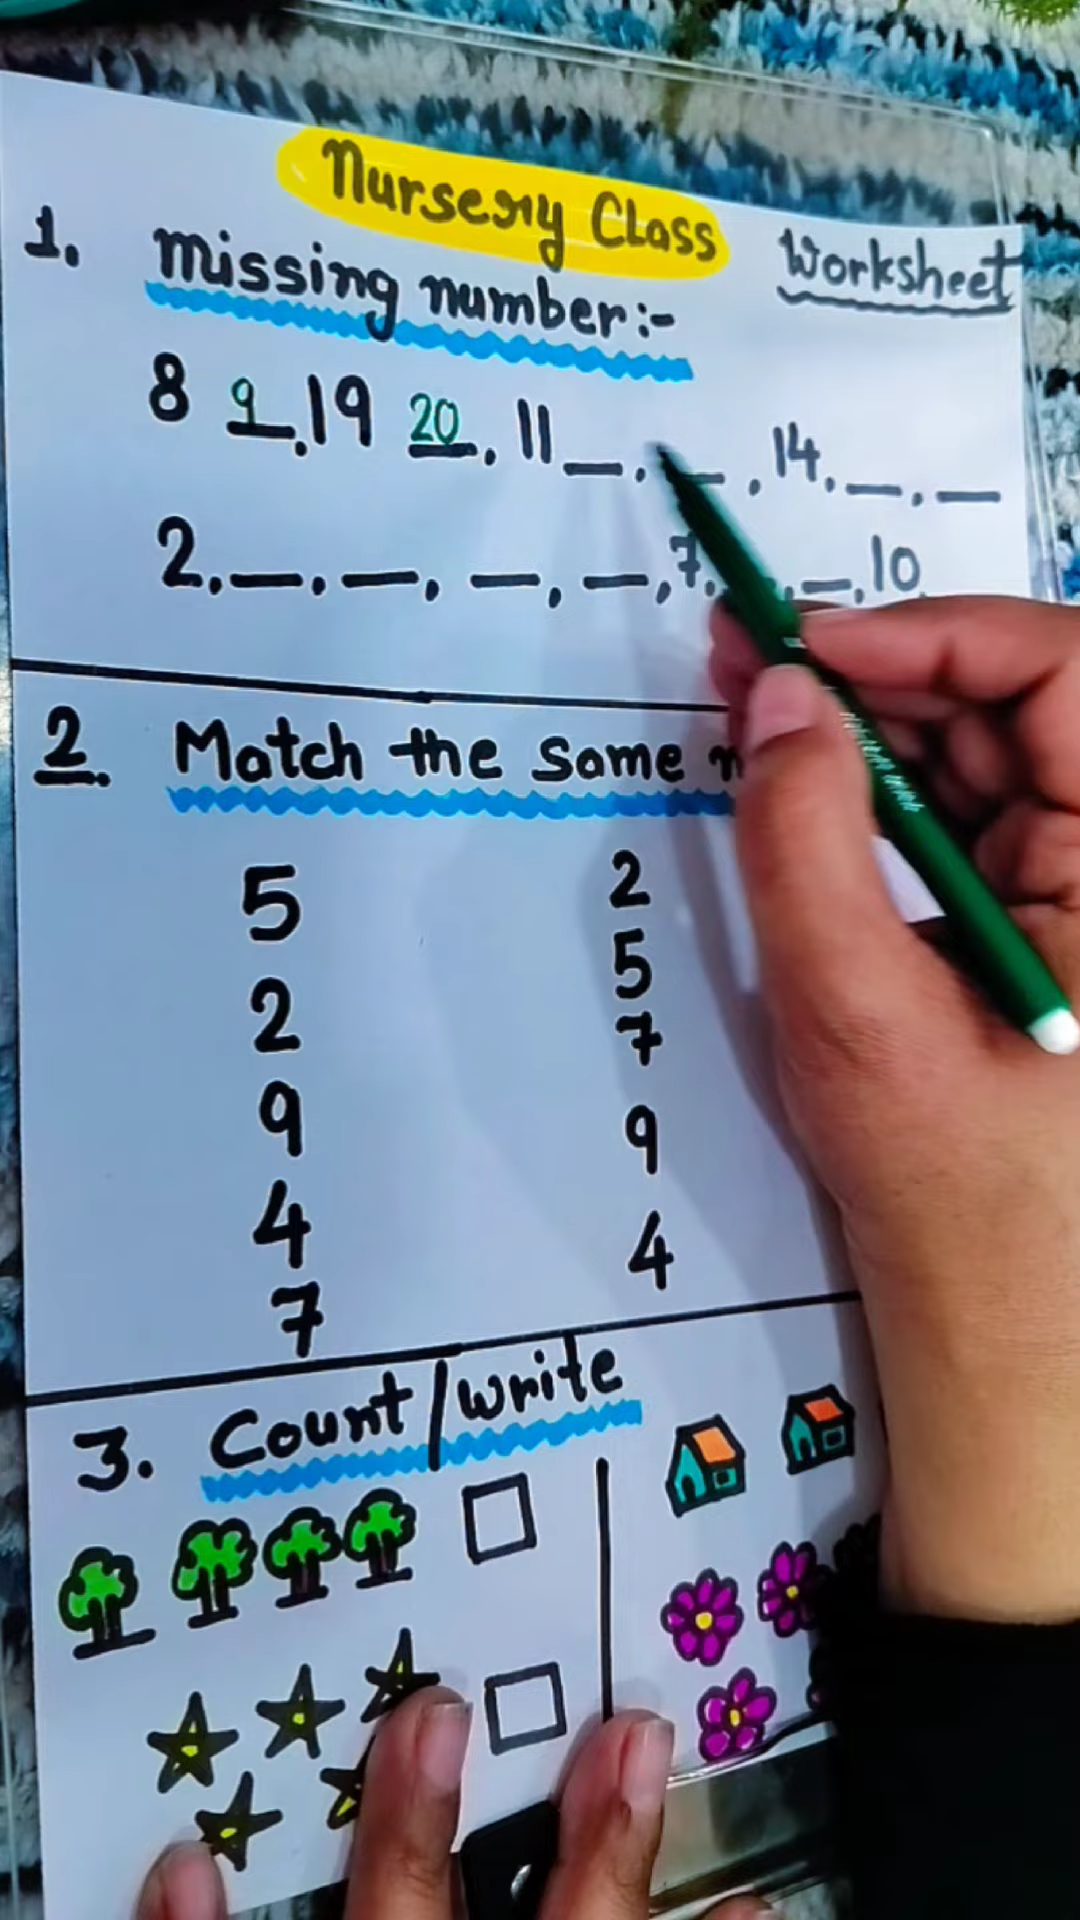 Nursery Class
Worksheet
1. missing number:-
8 9, 19 20, 11 _, _, 14, _, _
2, _, _, _, _, 7, _, _, 10
2. Match the same
5 2
2 5
9 7
4 9
7 4
3. Count/write